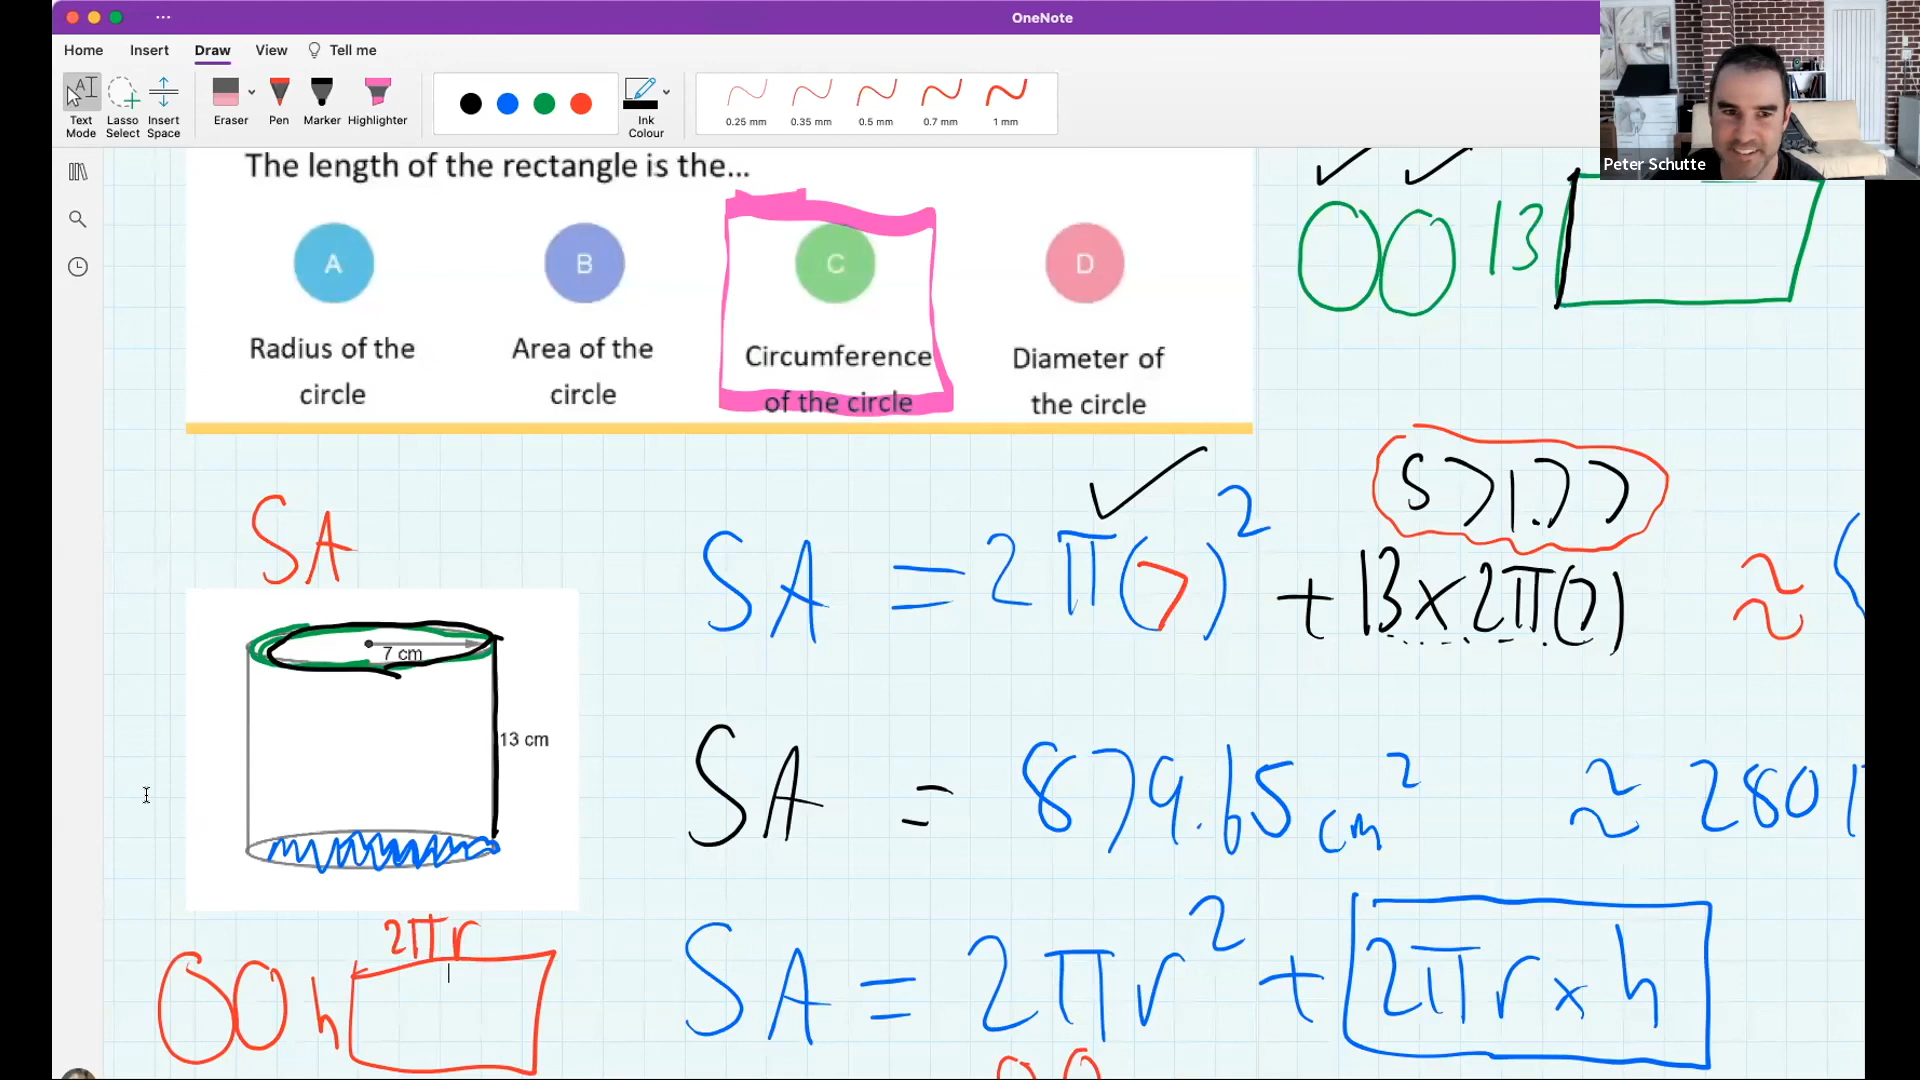 OneNote
Home Insert Draw View Tell me
Text Mode
Lasso Select
Insert Space
Eraser
Pen
Marker
Highlighter
Ink Colour
0.25 mm
0.35 mm
0.5 mm
0.7 mm
1 mm
Peter Schutte
The length of the rectangle is the...
A
Radius of the
circle
B
Area of the
circle
C
Circumference
of the circle
D
Diameter of
the circle
13
571.77
SA
SA = 2π(7)² + 13 × 2π(7) ≈
7 cm
13 cm
SA = 879.65 cm² ≈ 280π
2πr
h
SA = 2πr² + 2πr × h